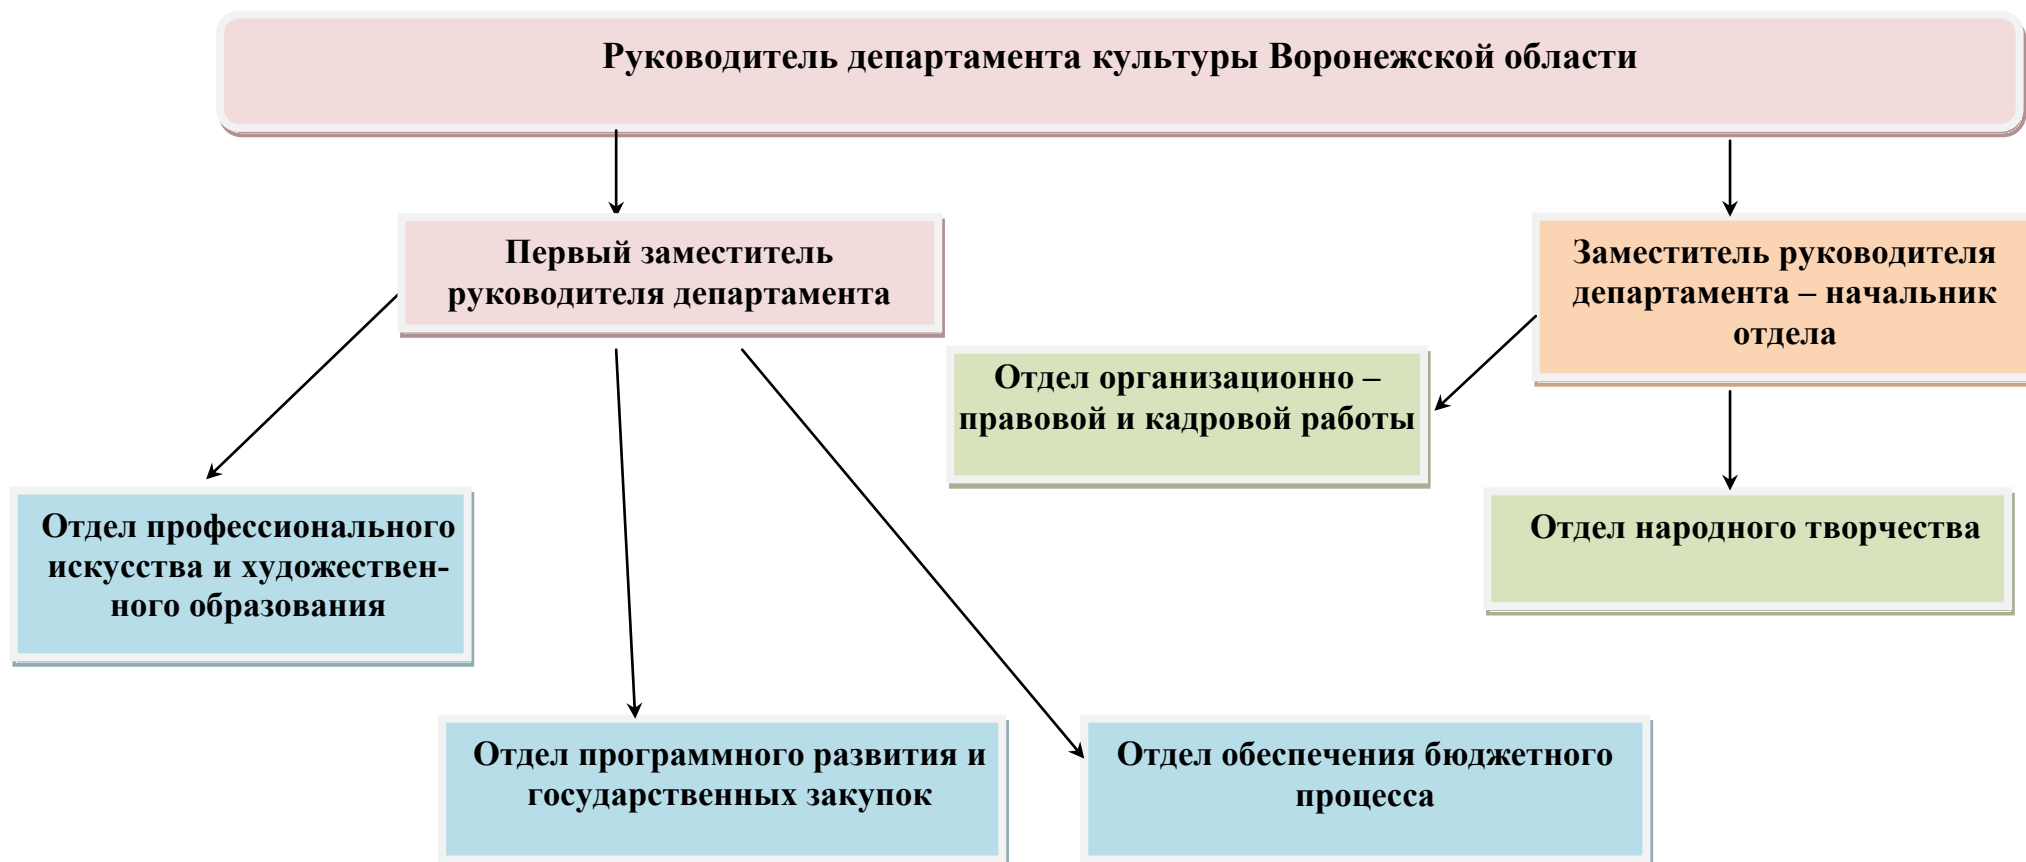 Руководитель департамента культуры Воронежской области
Первый заместитель
руководителя департамента
Заместитель руководителя
департамента – начальник
отдела
Отдел организационно –
правовой и кадровой работы
Отдел профессионального
искусства и художествен-
ного образования
Отдел народного творчества
Отдел программного развития и
государственных закупок
Отдел обеспечения бюджетного
процесса